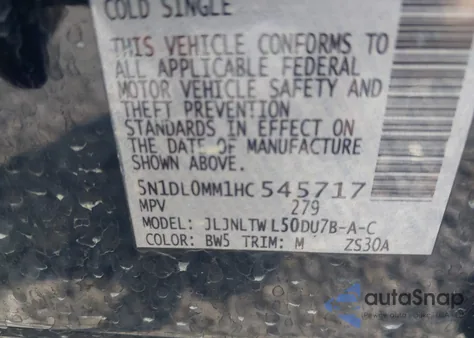 COLD SINGLE
THIS VEHICLE CONFORMS TO
ALL APPLICABLE FEDERAL
MOTOR VEHICLE SAFETY AND
THEFT PREVENTION
STANDARDS IN EFFECT ON
THE DATE OF MANUFACTURE
SHOWN ABOVE.
5N1DL0MM1HC545717
MPV 279
MODEL: JLJNLTWL50DU7B-A-C
COLOR: BW5 TRIM: M ZS30A
autoSnap